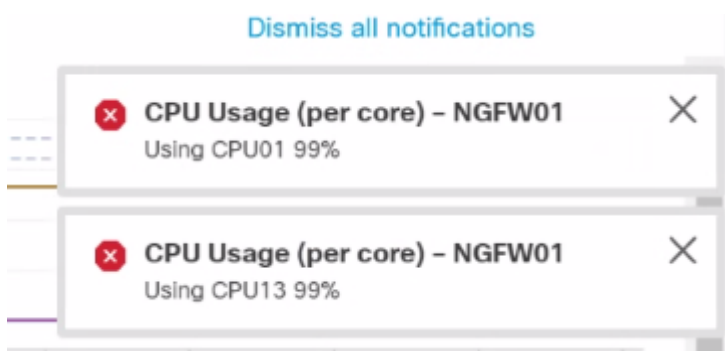 Dismiss all notifications
CPU Usage (per core) – NGFW01
Using CPU01 99%
CPU Usage (per core) – NGFW01
Using CPU13 99%